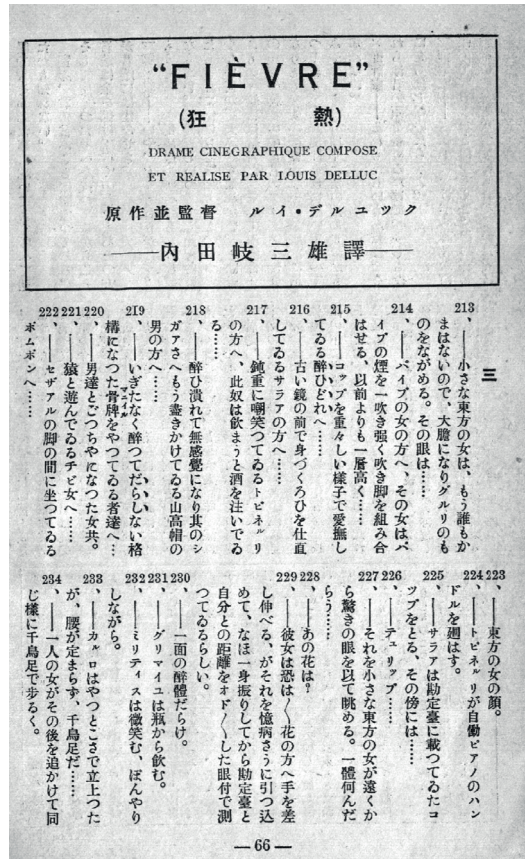 “FIÈVRE”
(狂　熱)
DRAME CINEGRAPHIQUE COMPOSE
ET REALISE PAR LOUIS DELLUC
原作並監督　ルイ・デルユック
——內田岐三雄譯——
三
213、——小さな東方の女は、もう誰もか
まはないので、大膽になりグルリのも
のをながめる。その眼は……
214、——パイプの女の方へ、その女はパ
イプの煙を一吹き强く吹き脚を組み合
はせる、以前よりも一層高く……
215、——コップを重々しい樣子で愛撫し
てゐる醉ひどれへ……
216、——古い鏡の前で身づくろひを仕直
してゐるサラアの方へ……
217、——鈍重に嘲笑つてゐるトピネルリ
の方へ、此奴は飮まうと酒を注いでゐ
る……
218、——醉ひ潰れて無感覺になり其のシ
ガアさへもう盡きかけてゐる山高帽の
男の方へ……
219、——いぎたなく醉つてだらしない格
構になつた骨牌をやつてゐる者達へ…
220、——男達とごつちやになつた女共。
221、——猿と遊んでゐるチビ女へ……
222、——セザアルの脚の間に坐つてゐる
ポムポンへ……
223、——東方の女の顏。
224、——トピネルリが自働ピアノのハン
ドルを廻はす。
225、——サラアは勘定臺に載つてゐたコ
ツプをとる、その傍には……
226、——テュリップ……
227、——それを小さな東方の女が遠くか
ら驚きの眼を以て眺める。一體何んだ
らう……
228、——あの花は？
229、——彼女は恐は〱花の方へ手を差
し伸べる、がそれを憶病さうに引つ込
めて、なほ一身振りしてから勘定臺と
自分との距離をオド〱した眼付で測
つてゐるらしい。
230、——一面の醉體だらけ。
231、——グリマイユは瓶から飮む。
232、——ミリティスは微笑む、ぼんやり
しながら。
233、——カルロはやつとこさで立上つた
が、腰が定まらず、千鳥足だ……
234、——一人の女がその後を追かけて同
じ樣に千鳥足で步るく。
—66—